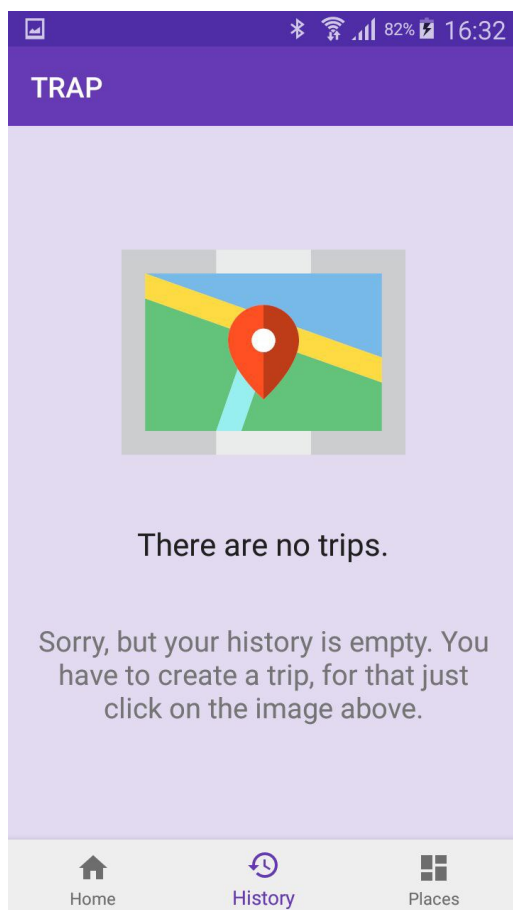 82% 16:32
TRAP
There are no trips.
Sorry, but your history is empty. You
have to create a trip, for that just
click on the image above.
Home History Places